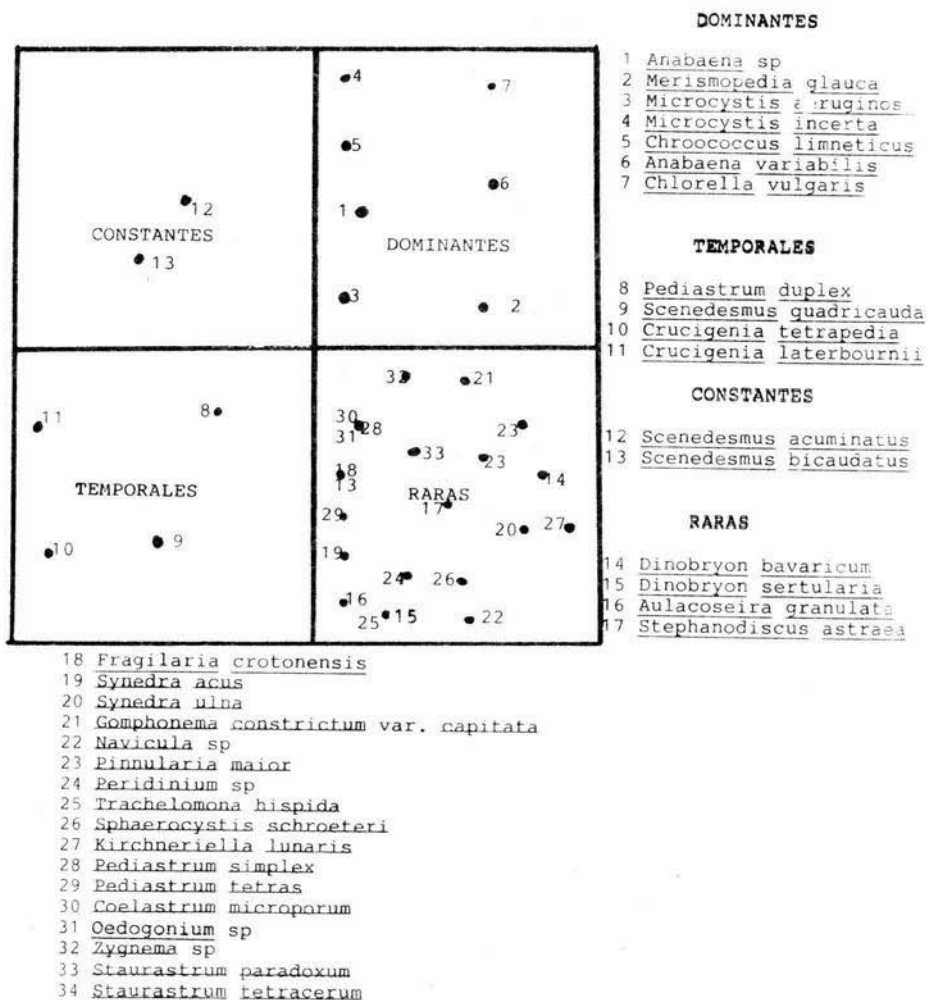 DOMINANTES
1 Anabaena sp
2 Merismopedia glauca
3 Microcystis
4 Microcystis incerta
5 Chroococcus limneticus
6 Anabaena variabilis
7 Chlorella vulgaris
TEMPORALES
8 Pediastrum duplex
9 Scenedesmus quadricauda
10 Crucigenia tetrapedia
11 Crucigenia laterbournii
CONSTANTES
12 Scenedesmus acuminatus
13 Scenedesmus bicaudatus
RARAS
14 Dinobryon bavaricum
15 Dinobryon sertularia
16 Aulacoseira granulata
17 Stephanodiscus astraea
12
CONSTANTES
13
4 7
5
6
1
DOMINANTES
3 2
11 8
TEMPORALES
10 9
32 21
30 23
31 28
33 23
18 14
13 RARAS
17
29 20 27
19
24 26
16
25 15 22
18 Fragilaria crotonensis
19 Synedra acus
20 Synedra ulna
21 Gomphonema constrictum var. capitata
22 Navicula sp
23 Pinnularia maior
24 Peridinium sp
25 Trachelomona hispida
26 Sphaerocystis schroeteri
27 Kirchneriella lunaris
28 Pediastrum simplex
29 Pediastrum tetras
30 Coelastrum microporum
31 Oedogonium sp
32 Zygnema sp
33 Staurastrum paradoxum
34 Staurastrum tetracerum